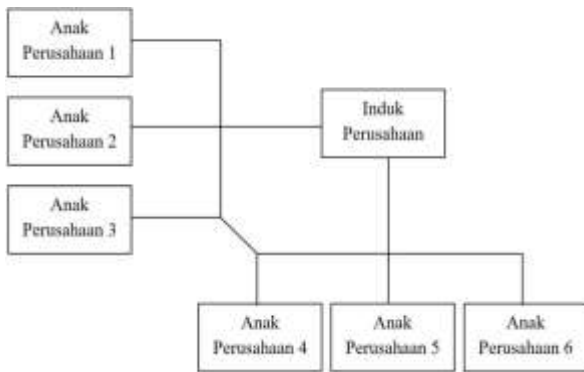 Anak
Perusahaan 1
Anak
Perusahaan 2
Induk
Perusahaan
Anak
Perusahaan 3
Anak
Perusahaan 4
Anak
Perusahaan 5
Anak
Perusahaan 6